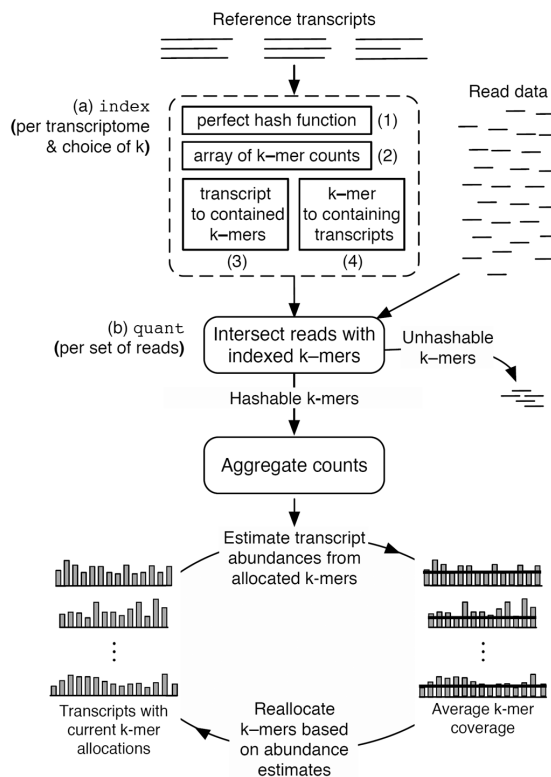 Reference transcripts
Read data
(a) index
(per transcriptome
& choice of k)
perfect hash function (1)
array of k–mer counts (2)
transcript
to contained
k–mers
(3)
k–mer
to containing
transcripts
(4)
(b) quant
(per set of reads)
Intersect reads with
indexed k–mers
Unhashable
k–mers
Hashable k-mers
Aggregate counts
Estimate transcript
abundances from
allocated k-mers
Transcripts with
current k-mer
allocations
Reallocate
k–mers based
on abundance
estimates
Average k-mer
coverage